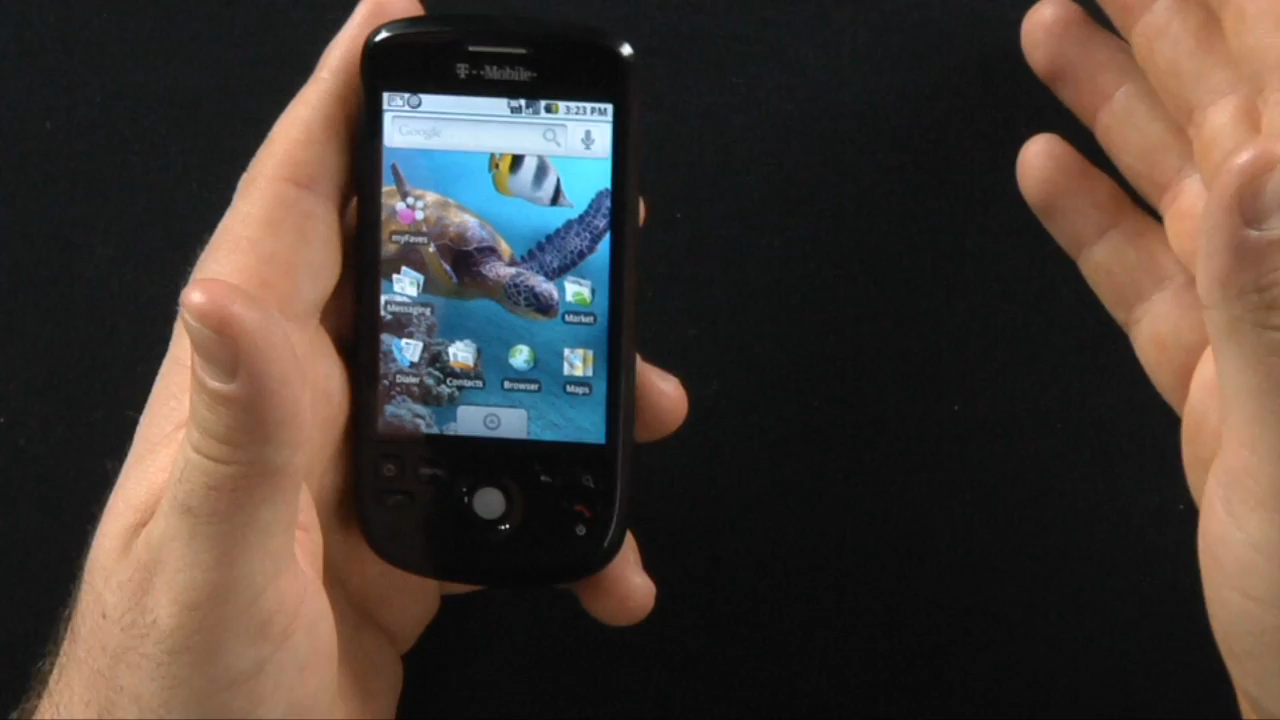 T-Mobile
3:23 PM
Google
myFaves
Messaging
Market
Dialer
Contacts
Browser
Maps